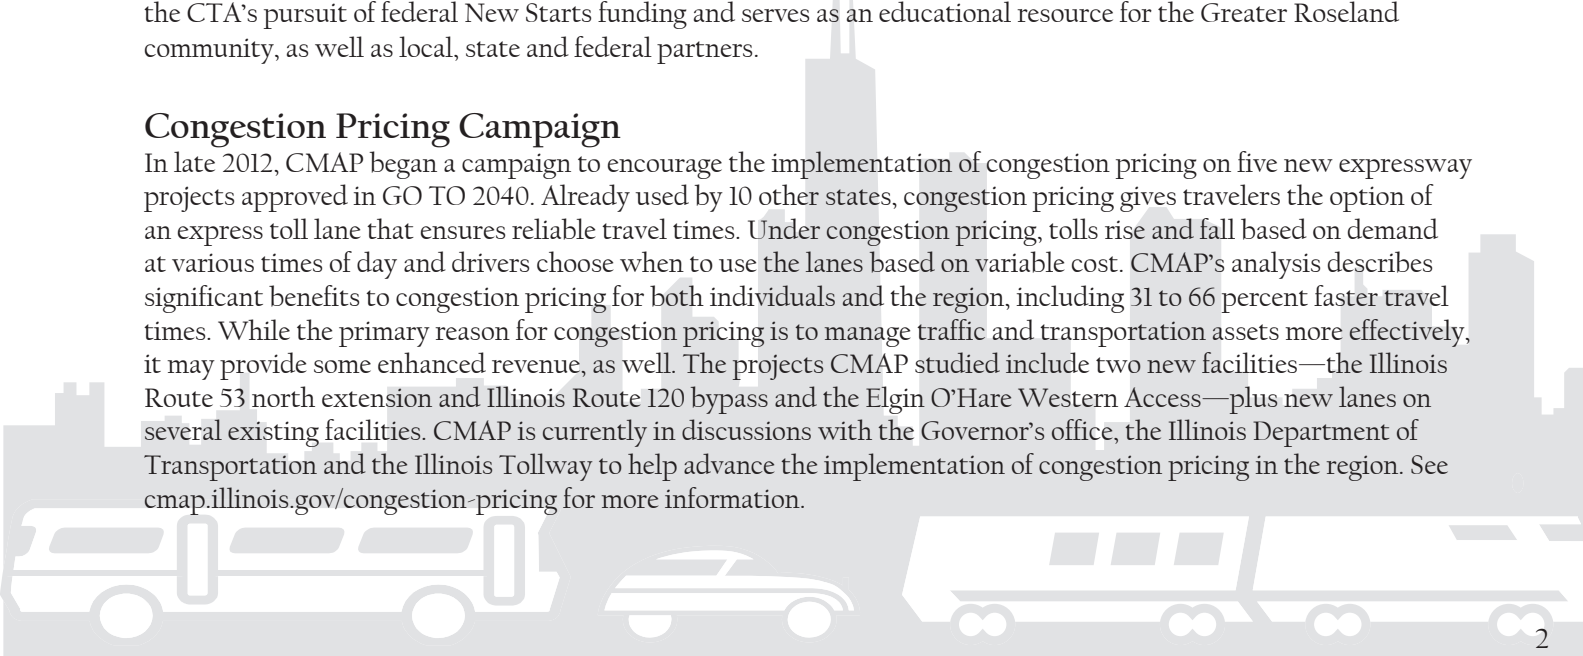 the CTA’s pursuit of federal New Starts funding and serves as an educational resource for the Greater Roseland
community, as well as local, state and federal partners.
Congestion Pricing Campaign
In late 2012, CMAP began a campaign to encourage the implementation of congestion pricing on five new expressway
projects approved in GO TO 2040. Already used by 10 other states, congestion pricing gives travelers the option of
an express toll lane that ensures reliable travel times. Under congestion pricing, tolls rise and fall based on demand
at various times of day and drivers choose when to use the lanes based on variable cost. CMAP’s analysis describes
significant benefits to congestion pricing for both individuals and the region, including 31 to 66 percent faster travel
times. While the primary reason for congestion pricing is to manage traffic and transportation assets more effectively,
it may provide some enhanced revenue, as well. The projects CMAP studied include two new facilities—the Illinois
Route 53 north extension and Illinois Route 120 bypass and the Elgin O’Hare Western Access—plus new lanes on
several existing facilities. CMAP is currently in discussions with the Governor’s office, the Illinois Department of
Transportation and the Illinois Tollway to help advance the implementation of congestion pricing in the region. See
cmap.illinois.gov/congestion-pricing for more information.
2